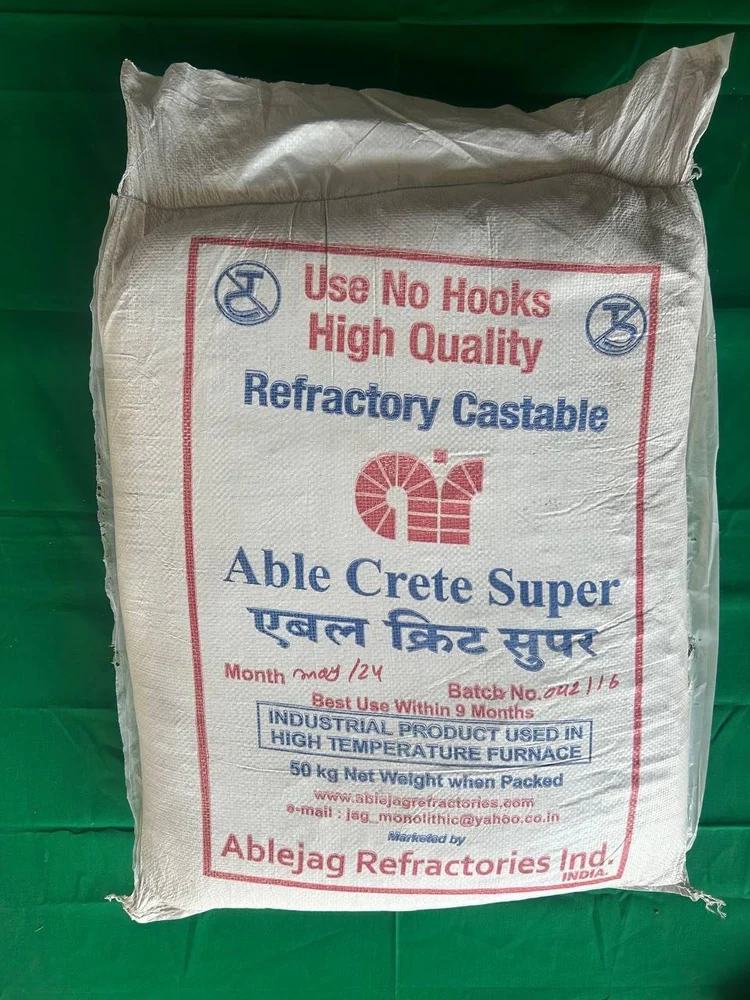 Use No Hooks
High Quality
Refractory Castable
Able Crete Super
एबल क्रिट सुपर
Month may/24
Batch No. 042/16
Best Use Within 9 Months
INDUSTRIAL PRODUCT USED IN
HIGH TEMPERATURE FURNACE
50 kg Net Weight when Packed
www.ablejagrefractories.com
e-mail : jag_monolithic@yahoo.co.in
Marketed by
Ablejag Refractories Ind.
INDIA.